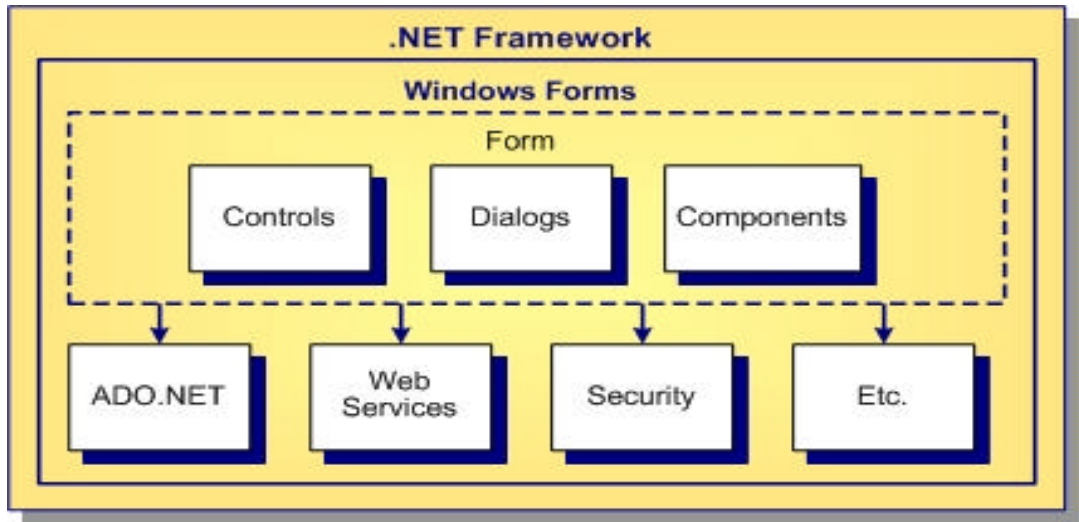 .NET Framework
Windows Forms
Form
Controls
Dialogs
Components
ADO.NET
Web
Services
Security
Etc.